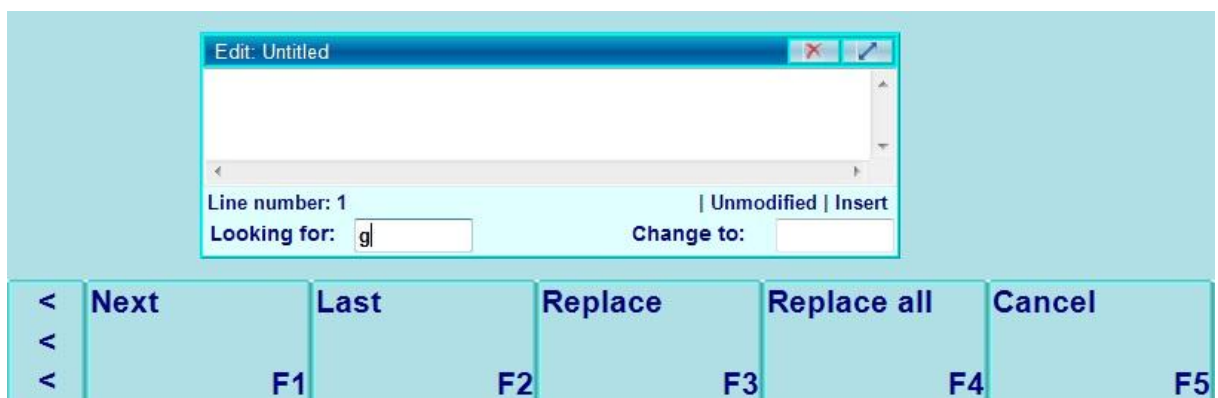 Edit: Untitled
Line number: 1 | Unmodified | Insert
Looking for: g Change to:
< Next Last Replace Replace all Cancel
<
< F1 F2 F3 F4 F5